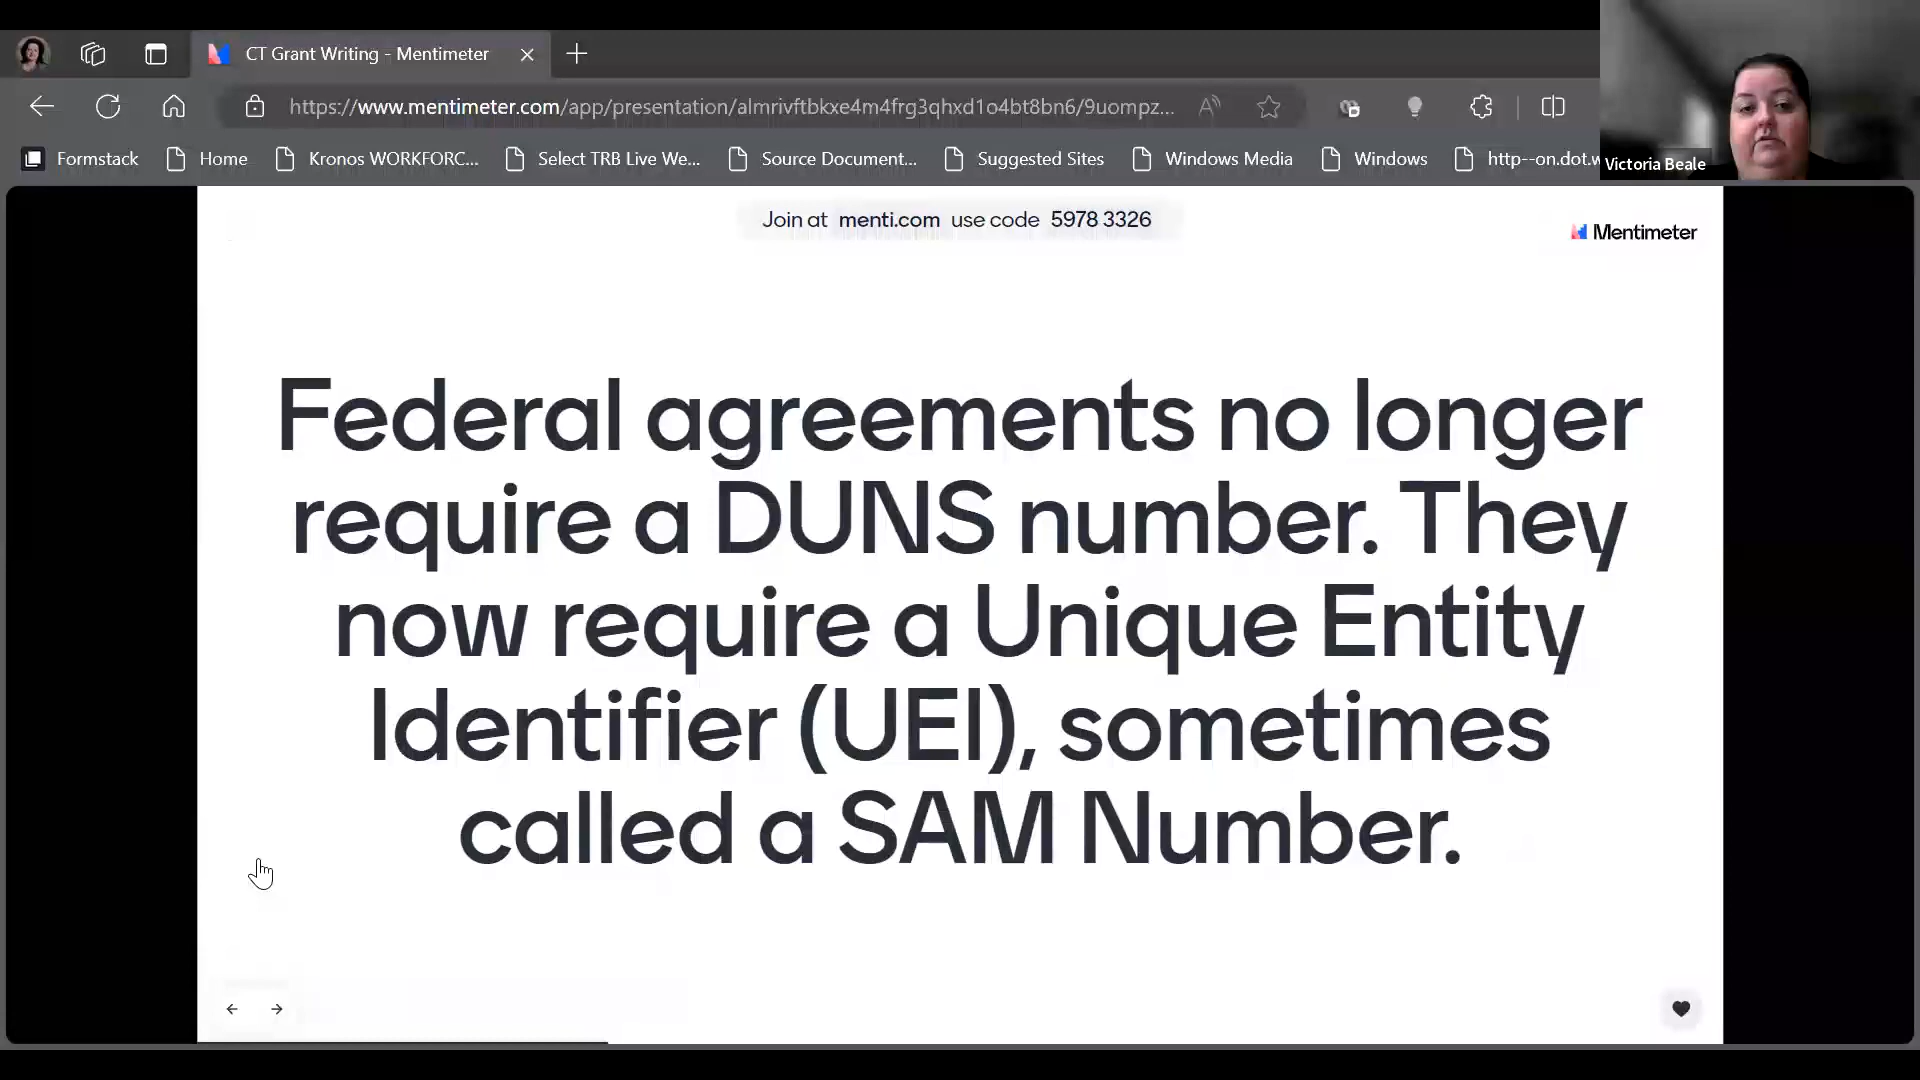 CT Grant Writing - Mentimeter
https://www.mentimeter.com/app/presentation/almrivftbkxe4m4frg3qhxd1o4bt8bn6/9uompz...
Formstack Home Kronos WORKFORC... Select TRB Live We... Source Document... Suggested Sites Windows Media Windows http--on.dot.w
Victoria Beale
Join at menti.com use code 5978 3326
Mentimeter
Federal agreements no longer
require a DUNS number. They
now require a Unique Entity
Identifier (UEI), sometimes
called a SAM Number.